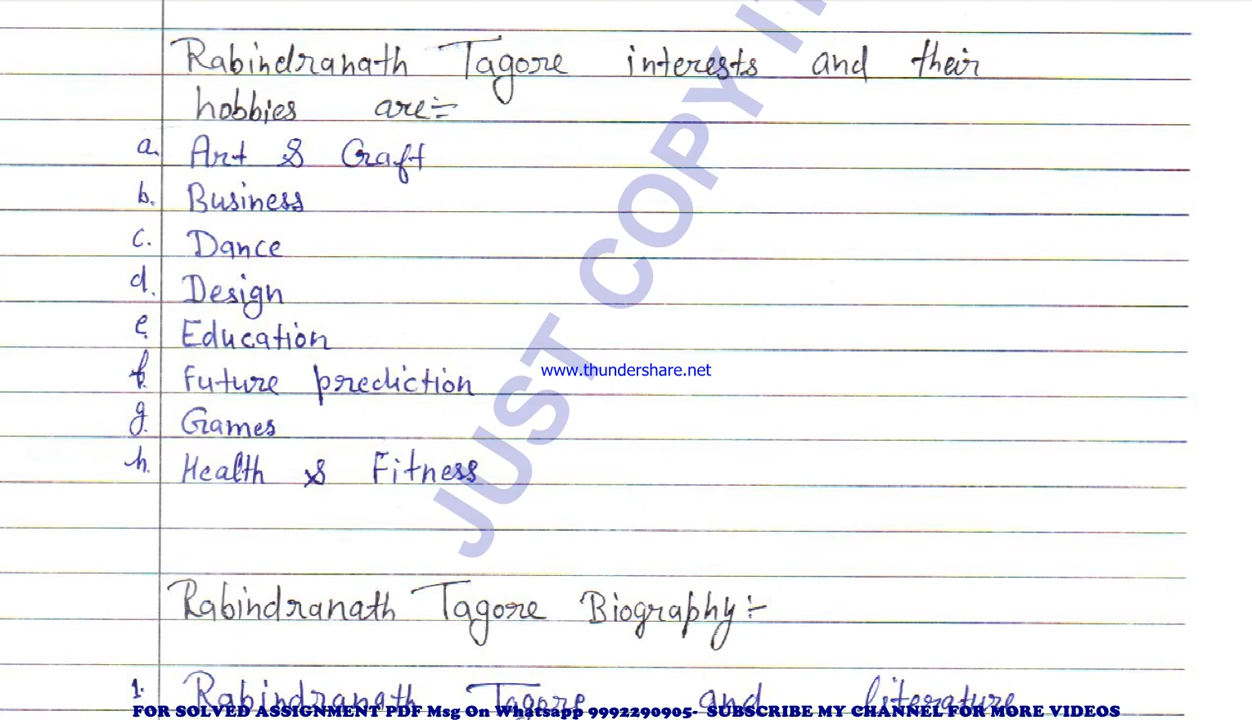 Rabindranath Tagore interests and their
hobbies are:-
a. Art & Craft
b. Business
c. Dance
d. Design
e. Education
f. Future prediction
www.thundershare.net
g. Games
h. Health & Fitness
JUST COPY IT
Rabindranath Tagore Biography:-
1. Rabindranath Tagore and literature
FOR SOLVED ASSIGNMENT PDF Msg On Whatsapp 9992290905- SUBSCRIBE MY CHANNEL FOR MORE VIDEOS